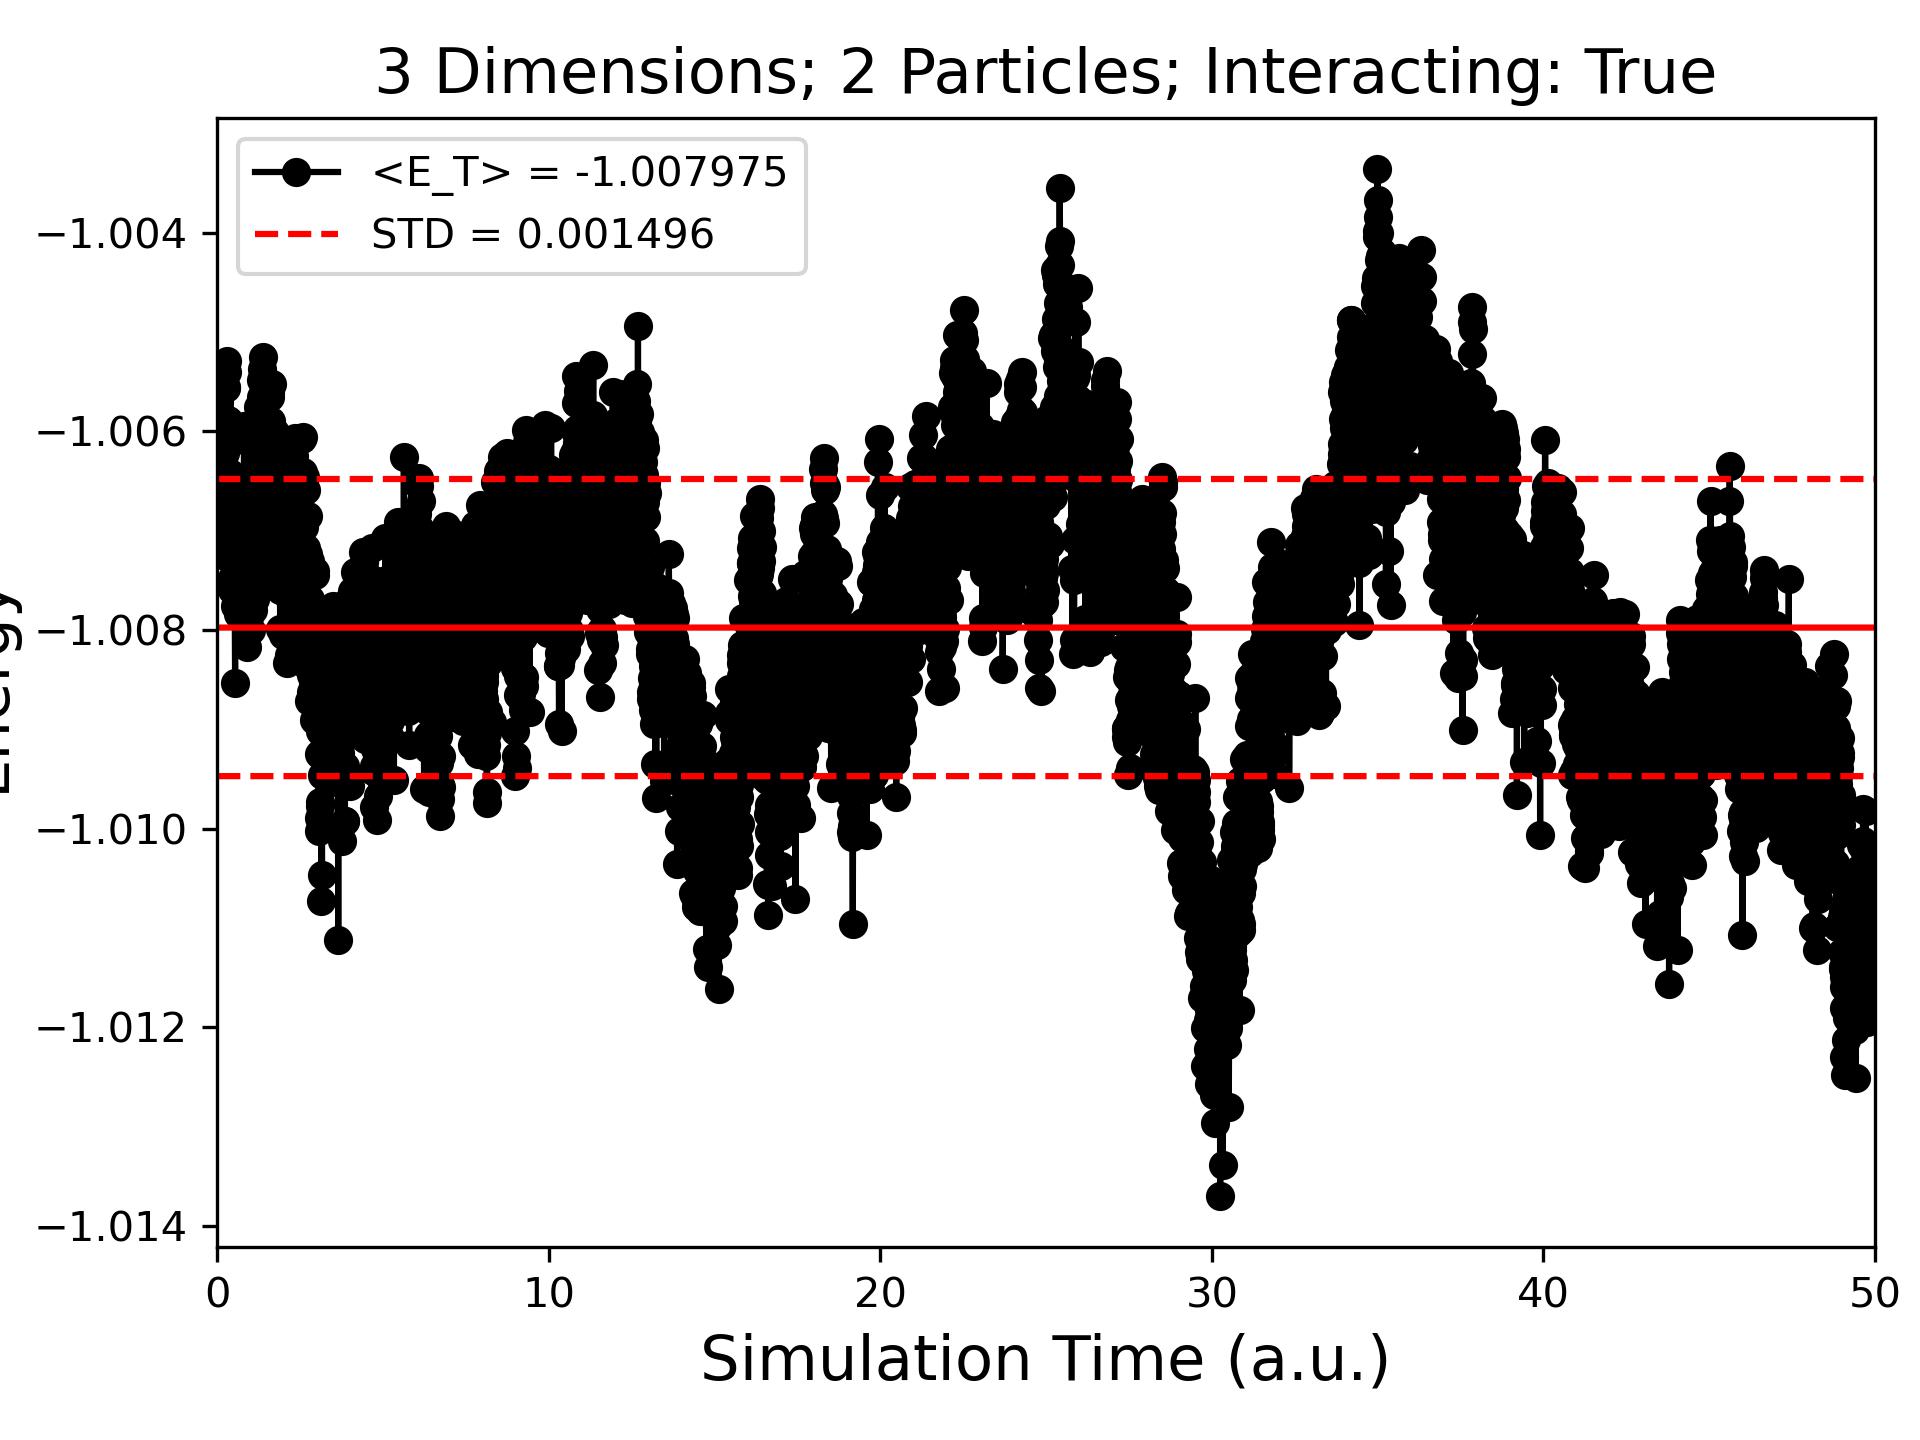 3 Dimensions; 2 Particles; Interacting: True
<E_T> = -1.007975
STD = 0.001496
−1.004
−1.006
−1.008
−1.010
−1.012
−1.014
Energy
0 10 20 30 40 50
Simulation Time (a.u.)